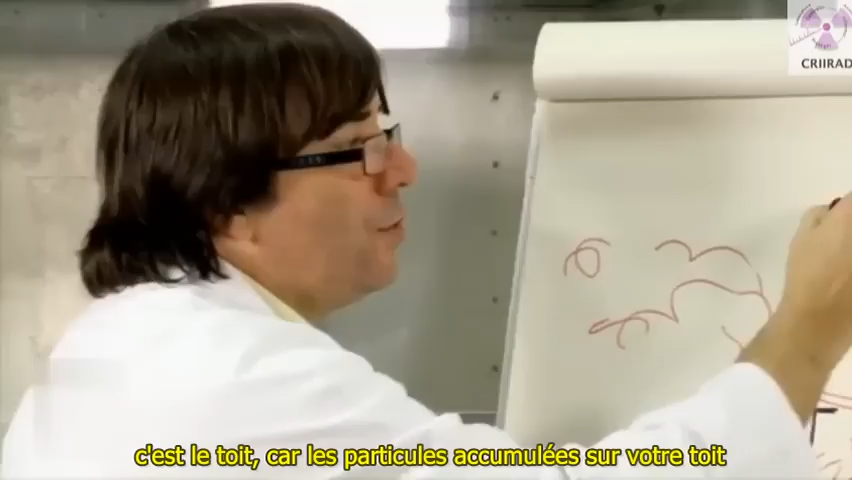 CRIIRAD
c'est le toit, car les particules accumulées sur votre toit